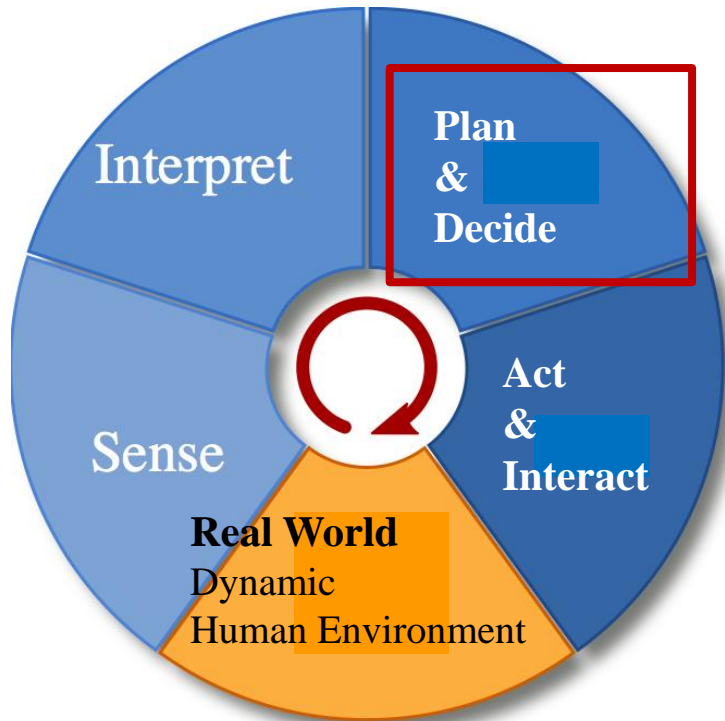 Interpret
Plan
&
Decide
Sense
Act
&
Interact
Real World
Dynamic
Human Environment